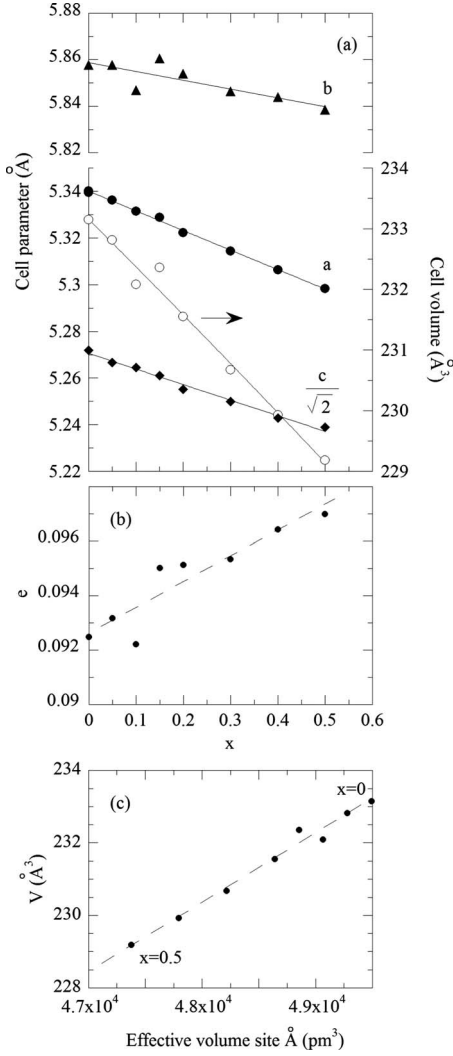 5.88
(a)
5.86
b
5.84
5.82
Cell parameter (Å)
234
5.34
233
5.32
a
5.3
232
Cell volume (Å³)
5.28
231
5.26
c
√2
230
5.24
5.22
229
(b)
0.096
0.094
e
0.092
0.09
0 0.1 0.2 0.3 0.4 0.5 0.6
x
234
(c)
x=0
232
V (Å³)
230
x=0.5
228
4.7x10⁴ 4.8x10⁴ 4.9x10⁴
Effective volume site Å (pm³)